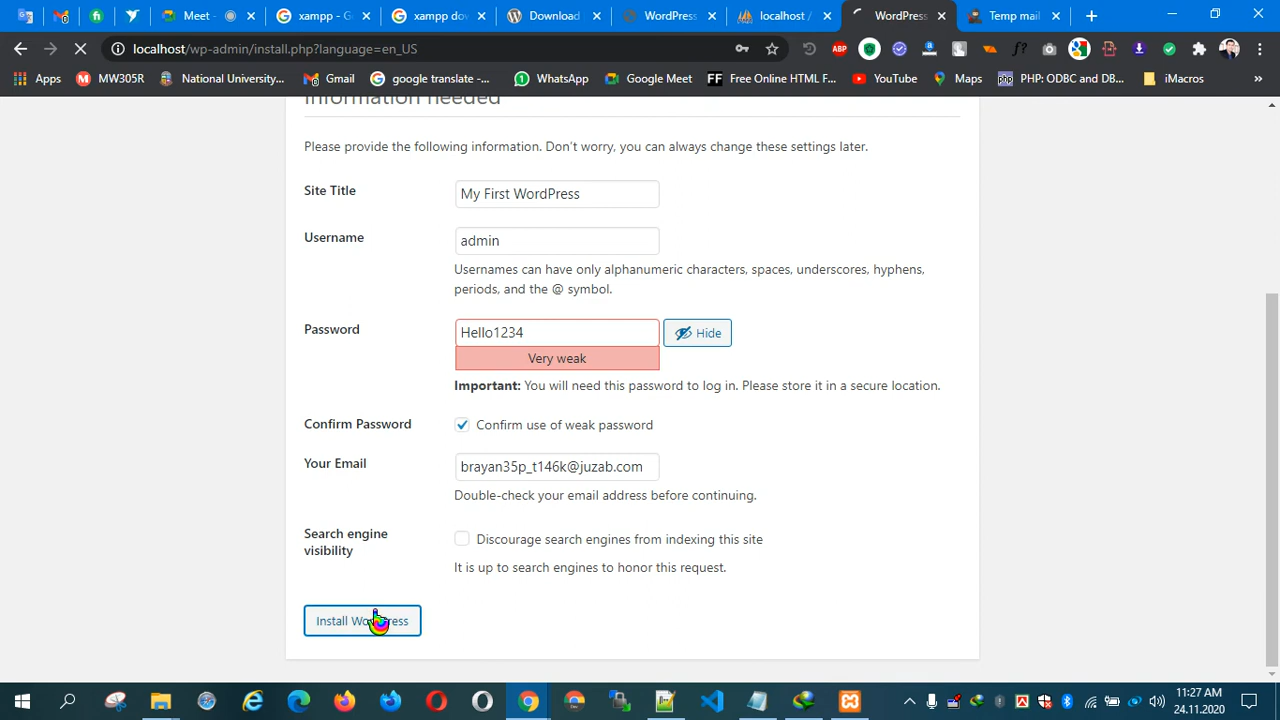 Meet -
xampp - G
xampp do
Download
WordPress
localhost /
WordPress
Temp mail
localhost/wp-admin/install.php?language=en_US
ABP
f?
Apps
MW305R
National University...
Gmail
google translate -...
WhatsApp
Google Meet
FF
Free Online HTML F...
YouTube
Maps
php
PHP: ODBC and DB...
iMacros
»
Information needed
Please provide the following information. Don't worry, you can always change these settings later.
Site Title
My First WordPress
Username
admin
Usernames can have only alphanumeric characters, spaces, underscores, hyphens,
periods, and the @ symbol.
Password
Hello1234
Hide
Very weak
Important: You will need this password to log in. Please store it in a secure location.
Confirm Password
Confirm use of weak password
Your Email
brayan35p_t146k@juzab.com
Double-check your email address before continuing.
Search engine
visibility
Discourage search engines from indexing this site
It is up to search engines to honor this request.
Install WordPress
11:27 AM
24.11.2020